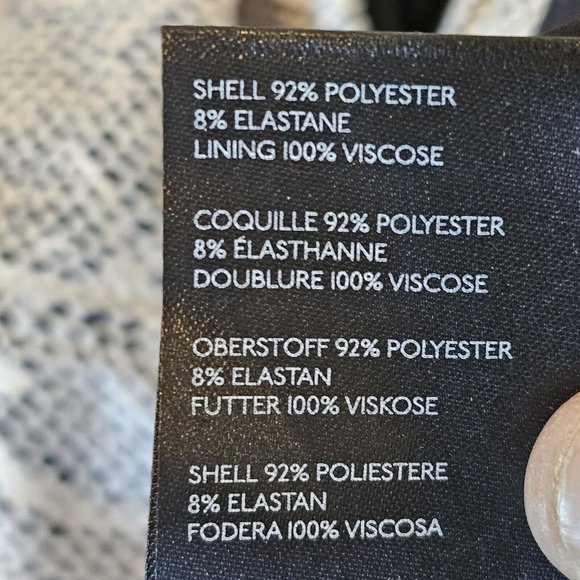 SHELL 92% POLYESTER
8% ELASTANE
LINING 100% VISCOSE
COQUILLE 92% POLYESTER
8% ÉLASTHANNE
DOUBLURE 100% VISCOSE
OBERSTOFF 92% POLYESTER
8% ELASTAN
FUTTER 100% VISKOSE
SHELL 92% POLIESTERE
8% ELASTAN
FODERA 100% VISCOSA